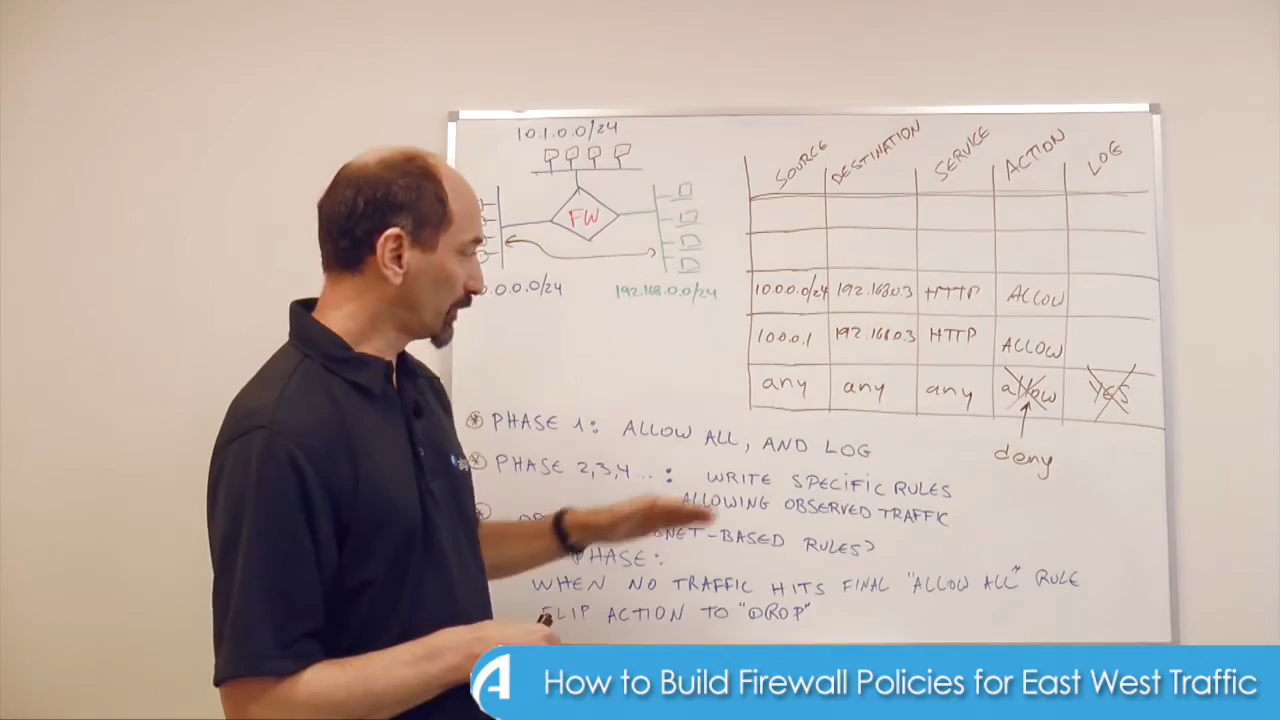 10.1.0.0/24
FW
.0.0.0/24
192.168.0.0/24
SOURCE DESTINATION SERVICE ACTION LOG
10.0.0.0/24 192.168.0.3 HTTP ALLOW
10.0.0.1 192.168.0.3 HTTP ALLOW
any any any allow YES
deny
* PHASE 1: ALLOW ALL, AND LOG
* PHASE 2,3,4...: WRITE SPECIFIC RULES
ALLOWING OBSERVED TRAFFIC
NET-BASED RULES?
PHASE:
WHEN NO TRAFFIC HITS FINAL "ALLOW ALL" RULE
FLIP ACTION TO "DROP"
A How to Build Firewall Policies for East West Traffic